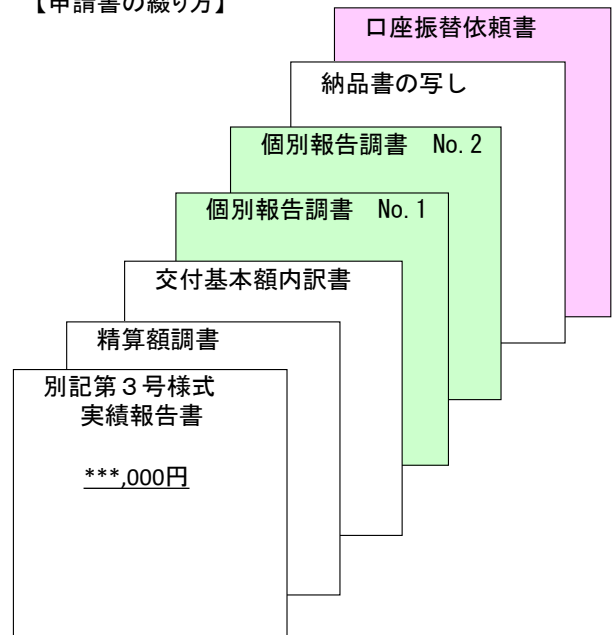 【申請書の綴り方】
口座振替依頼書
納品書の写し
個別報告調書　No.2
個別報告調書　No.1
交付基本額内訳書
精算額調書
別記第３号様式
実績報告書
***,000円